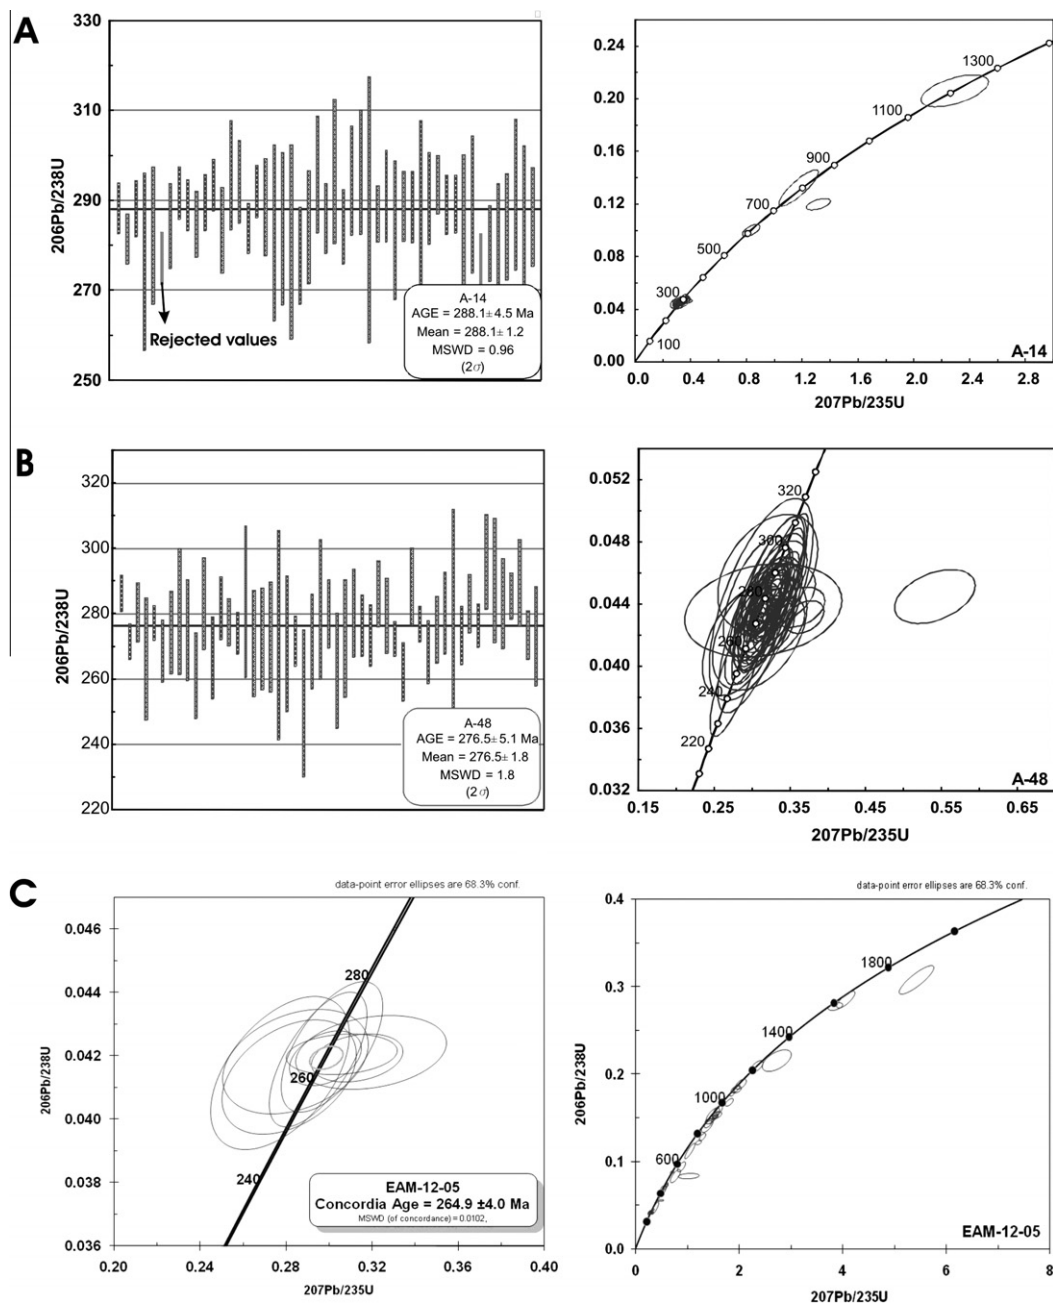 A
330
310
290
270
250
206Pb/238U
Rejected values
A-14
AGE = 288.1± 4.5 Ma
Mean = 288.1± 1.2
MSWD = 0.96
(2σ)
0.24
0.20
0.16
0.12
0.08
0.04
0.00
206Pb/238U
1300
1100
900
700
500
300
100
A-14
0.0 0.4 0.8 1.2 1.6 2.0 2.4 2.8
207Pb/235U
B
320
300
280
260
240
220
206Pb/238U
A-48
AGE = 276.5± 5.1 Ma
Mean = 276.5± 1.8
MSWD = 1.8
(2σ)
0.052
0.048
0.044
0.040
0.036
0.032
206Pb/238U
320
300
280
260
240
220
A-48
0.15 0.25 0.35 0.45 0.55 0.65
207Pb/235U
C
data-point error ellipses are 68.3% conf.
0.046
0.044
0.042
0.040
0.038
0.036
206Pb/238U
280
260
240
EAM-12-05
Concordia Age = 264.9 ±4.0 Ma
MSWD (of concordance) = 0.0102,
0.20 0.24 0.28 0.32 0.36 0.40
207Pb/235U
data-point error ellipses are 68.3% conf.
0.4
0.3
0.2
0.1
0.0
206Pb/238U
1800
1400
1000
600
EAM-12-05
0 2 4 6 8
207Pb/235U